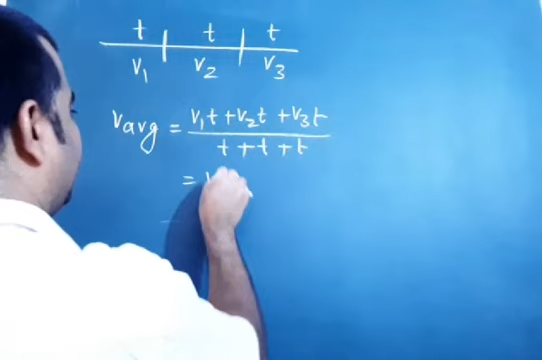 t t t
V₁ V₂ V₃
Vavg = V₁t + V₂t + V₃t
t + t + t
=